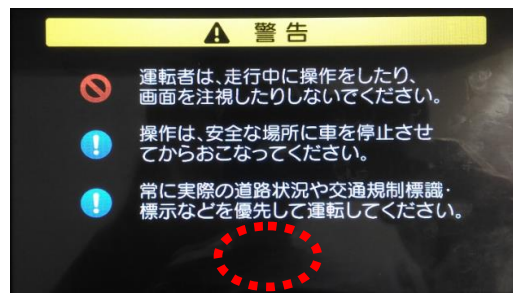 警告
運転者は、走行中に操作をしたり、
画面を注視したりしないでください。
操作は、安全な場所に車を停止させ
てからおこなってください。
常に実際の道路状況や交通規制標識・
標示などを優先して運転してください。